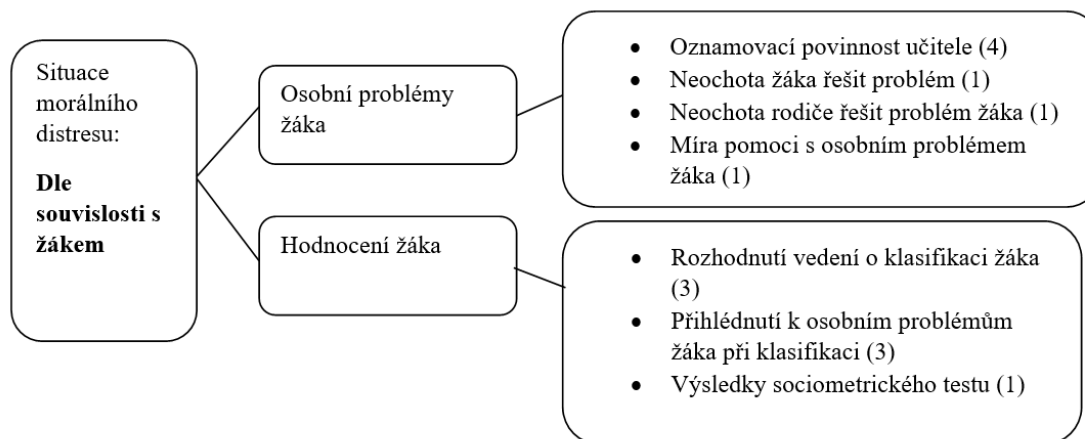 Situace
morálního
distresu:
Dle
souvislosti s
žákem
Osobní problémy
žáka
• Oznamovací povinnost učitele (4)
• Neochota žáka řešit problém (1)
• Neochota rodiče řešit problém žáka (1)
• Míra pomoci s osobním problémem
žáka (1)
Hodnocení žáka
• Rozhodnutí vedení o klasifikaci žáka
(3)
• Přihlédnutí k osobním problémům
žáka při klasifikaci (3)
• Výsledky sociometrického testu (1)